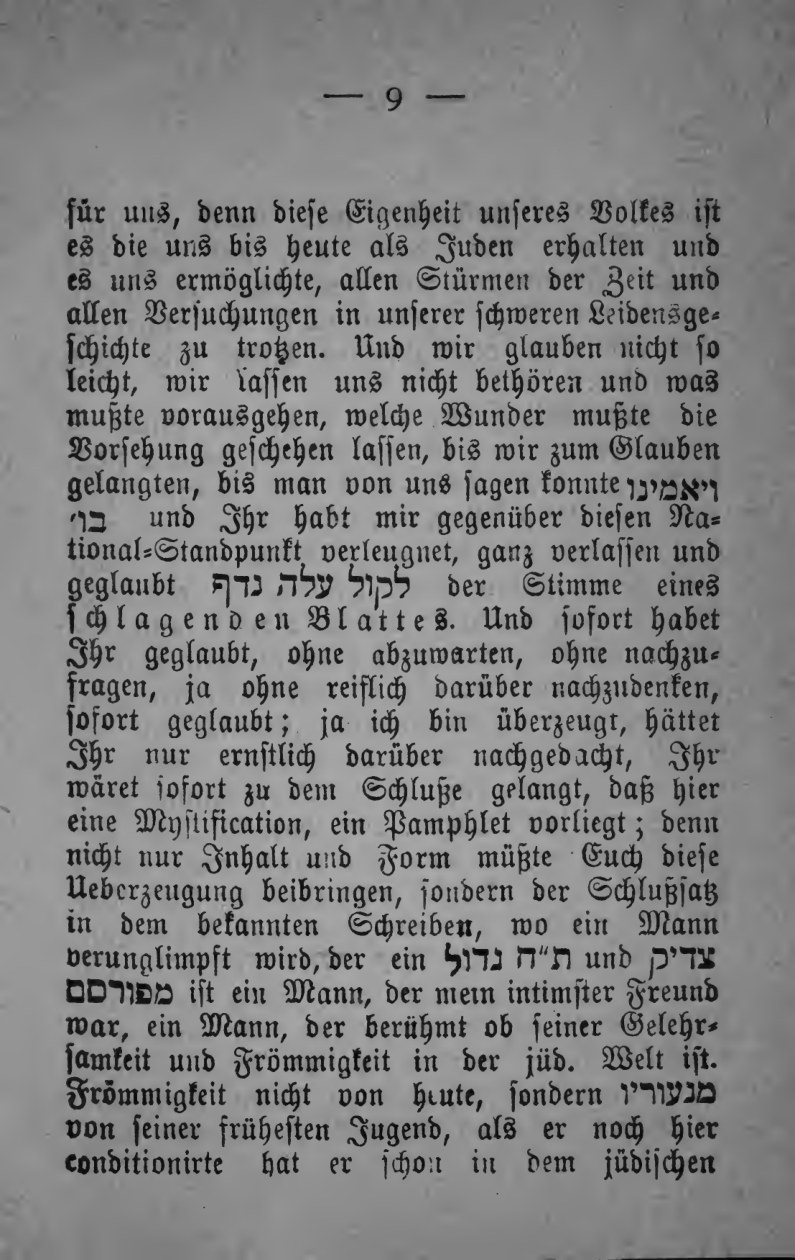 — 9 —
für uns, denn diese Eigenheit unseres Volkes ist
es die uns bis heute als Juden erhalten und
es uns ermöglichte, allen Stürmen der Zeit und
allen Versuchungen in unserer schweren Leidensge-
schichte zu trotzen. Und wir glauben nicht so
leicht, wir lassen uns nicht bethören und was
mußte vorausgehen, welche Wunder mußte die
Vorsehung geschehen lassen, bis wir zum Glauben
gelangten, bis man von uns sagen konnte ויאמינו
בו׳ und Ihr habt mir gegenüber diesen Na-
tional-Standpunkt verleugnet, ganz verlassen und
geglaubt לקול עלה נדף der Stimme eines
schlagenden Blattes. Und sofort habet
Ihr geglaubt, ohne abzuwarten, ohne nachzu-
fragen, ja ohne reiflich darüber nachzudenken,
sofort geglaubt; ja ich bin überzeugt, hättet
Ihr nur ernstlich darüber nachgedacht, Ihr
wäret sofort zu dem Schluße gelangt, daß hier
eine Mystification, ein Pamphlet vorliegt; denn
nicht nur Inhalt und Form müßte Euch diese
Ueberzeugung beibringen, sondern der Schlußsatz
in dem bekannten Schreiben, wo ein Mann
verunglimpft wird, der ein ת״ח גדול und צדיק
מפורסם ist ein Mann, der mein intimster Freund
war, ein Mann, der berühmt ob seiner Gelehr-
samkeit und Frömmigkeit in der jüd. Welt ist.
Frömmigkeit nicht von heute, sondern מנעוריו
von seiner frühesten Jugend, als er noch hier
conditionirte hat er schon in dem jüdischen